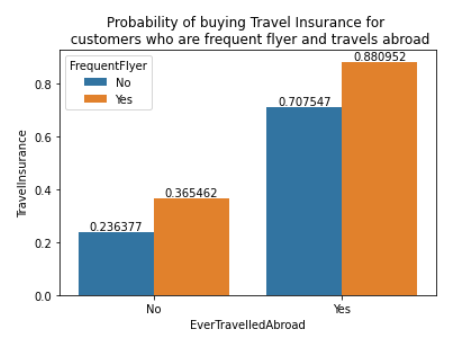 Probability of buying Travel Insurance for
customers who are frequent flyer and travels abroad
FrequentFlyer
No
Yes
0.880952
0.707547
0.365462
0.236377
TravelInsurance
0.8
0.6
0.4
0.2
0.0
No
Yes
EverTravelledAbroad